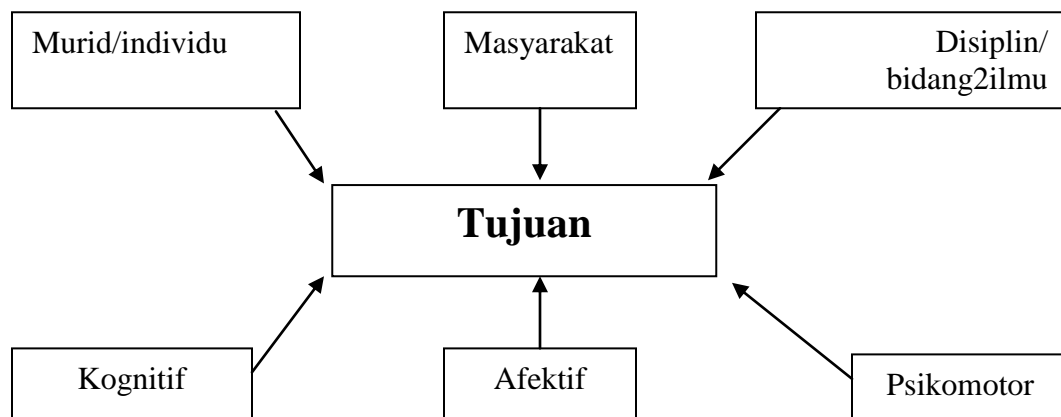 Murid/individu
Masyarakat
Disiplin/
bidang2ilmu
Tujuan
Kognitif
Afektif
Psikomotor